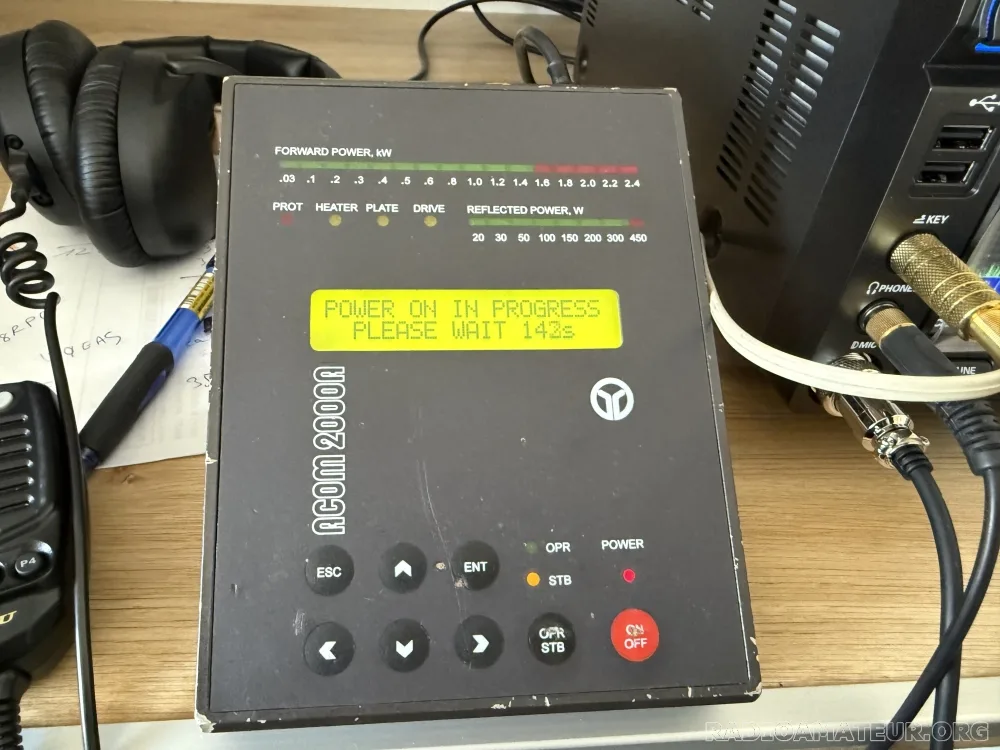 FORWARD POWER, kW
.03 .1 .2 .3 .4 .5 .6 .8 1.0 1.2 1.4 1.6 1.8 2.0 2.2 2.4
PROT HEATER PLATE DRIVE
REFLECTED POWER, W
20 30 50 100 150 200 300 450
POWER ON IN PROGRESS
PLEASE WAIT 142s
ACOM 2000A
ESC
ENT
OPR
STB
POWER
OPR
STB
ON
OFF
KEY
PHONE
P4
RADIOAMATEUR.ORG